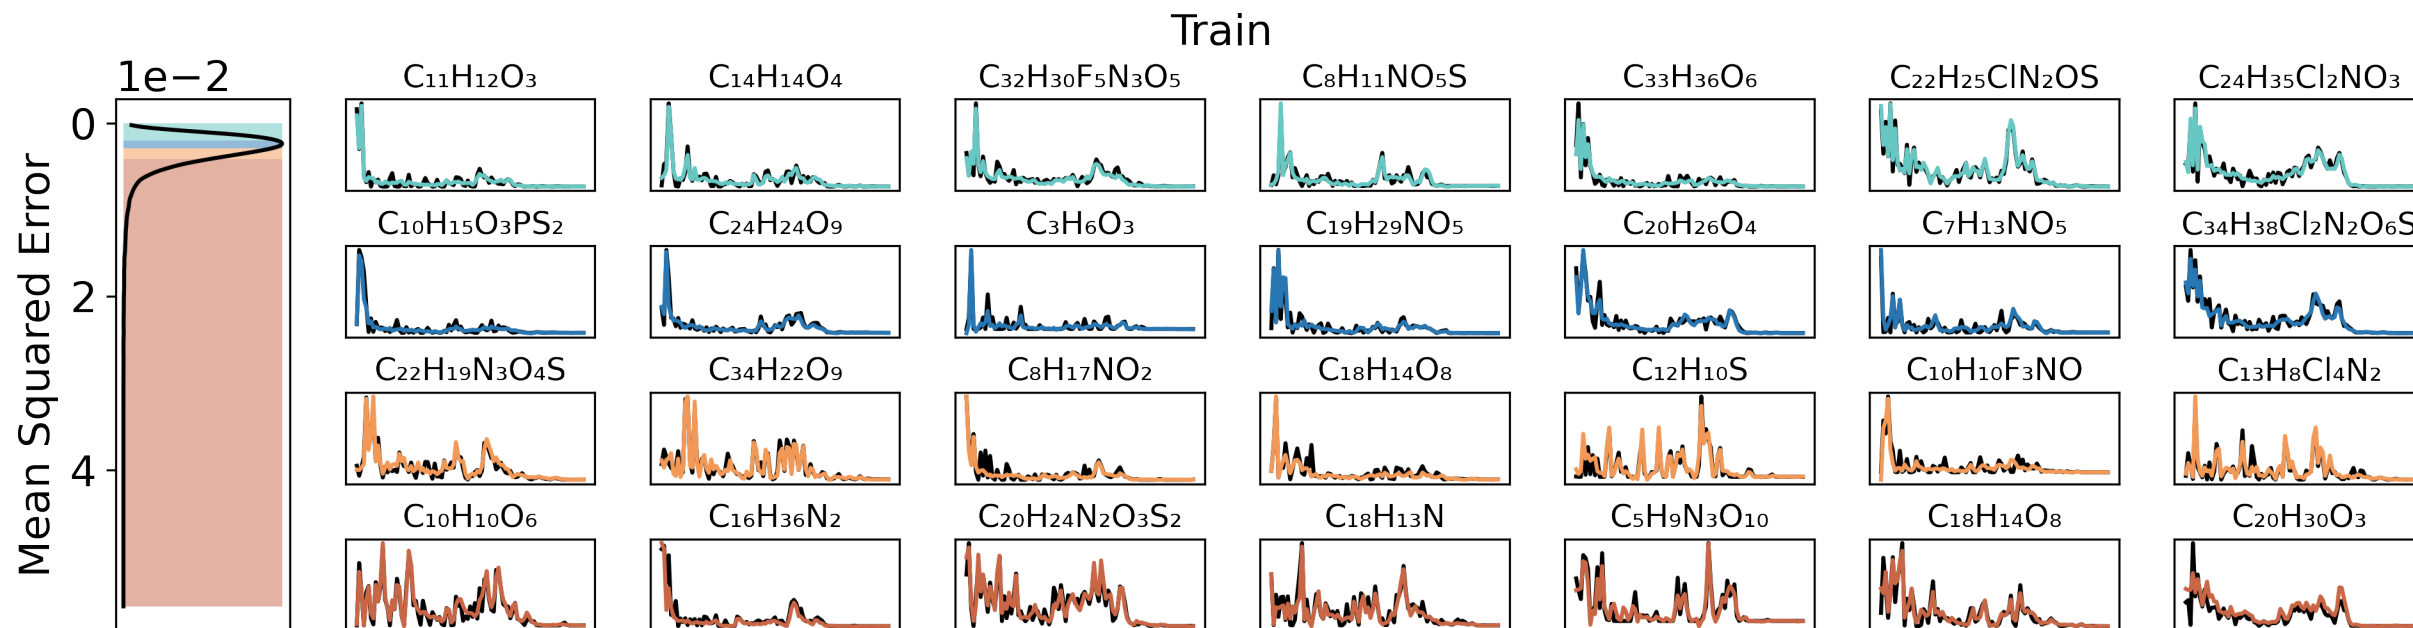 Train
1e−2
C₁₁H₁₂O₃ C₁₄H₁₄O₄ C₃₂H₃₀F₅N₃O₅ C₈H₁₁NO₅S C₃₃H₃₆O₆ C₂₂H₂₅ClN₂OS C₂₄H₃₅Cl₂NO₃
0
C₁₀H₁₅O₃PS₂ C₂₄H₂₄O₉ C₃H₆O₃ C₁₉H₂₉NO₅ C₂₀H₂₆O₄ C₇H₁₃NO₅ C₃₄H₃₈Cl₂N₂O₆S
2
C₂₂H₁₉N₃O₄S C₃₄H₂₂O₉ C₈H₁₇NO₂ C₁₈H₁₄O₈ C₁₂H₁₀S C₁₀H₁₀F₃NO C₁₃H₈Cl₄N₂
4
C₁₀H₁₀O₆ C₁₆H₃₆N₂ C₂₀H₂₄N₂O₃S₂ C₁₈H₁₃N C₅H₉N₃O₁₀ C₁₈H₁₄O₈ C₂₀H₃₀O₃
Mean Squared Error